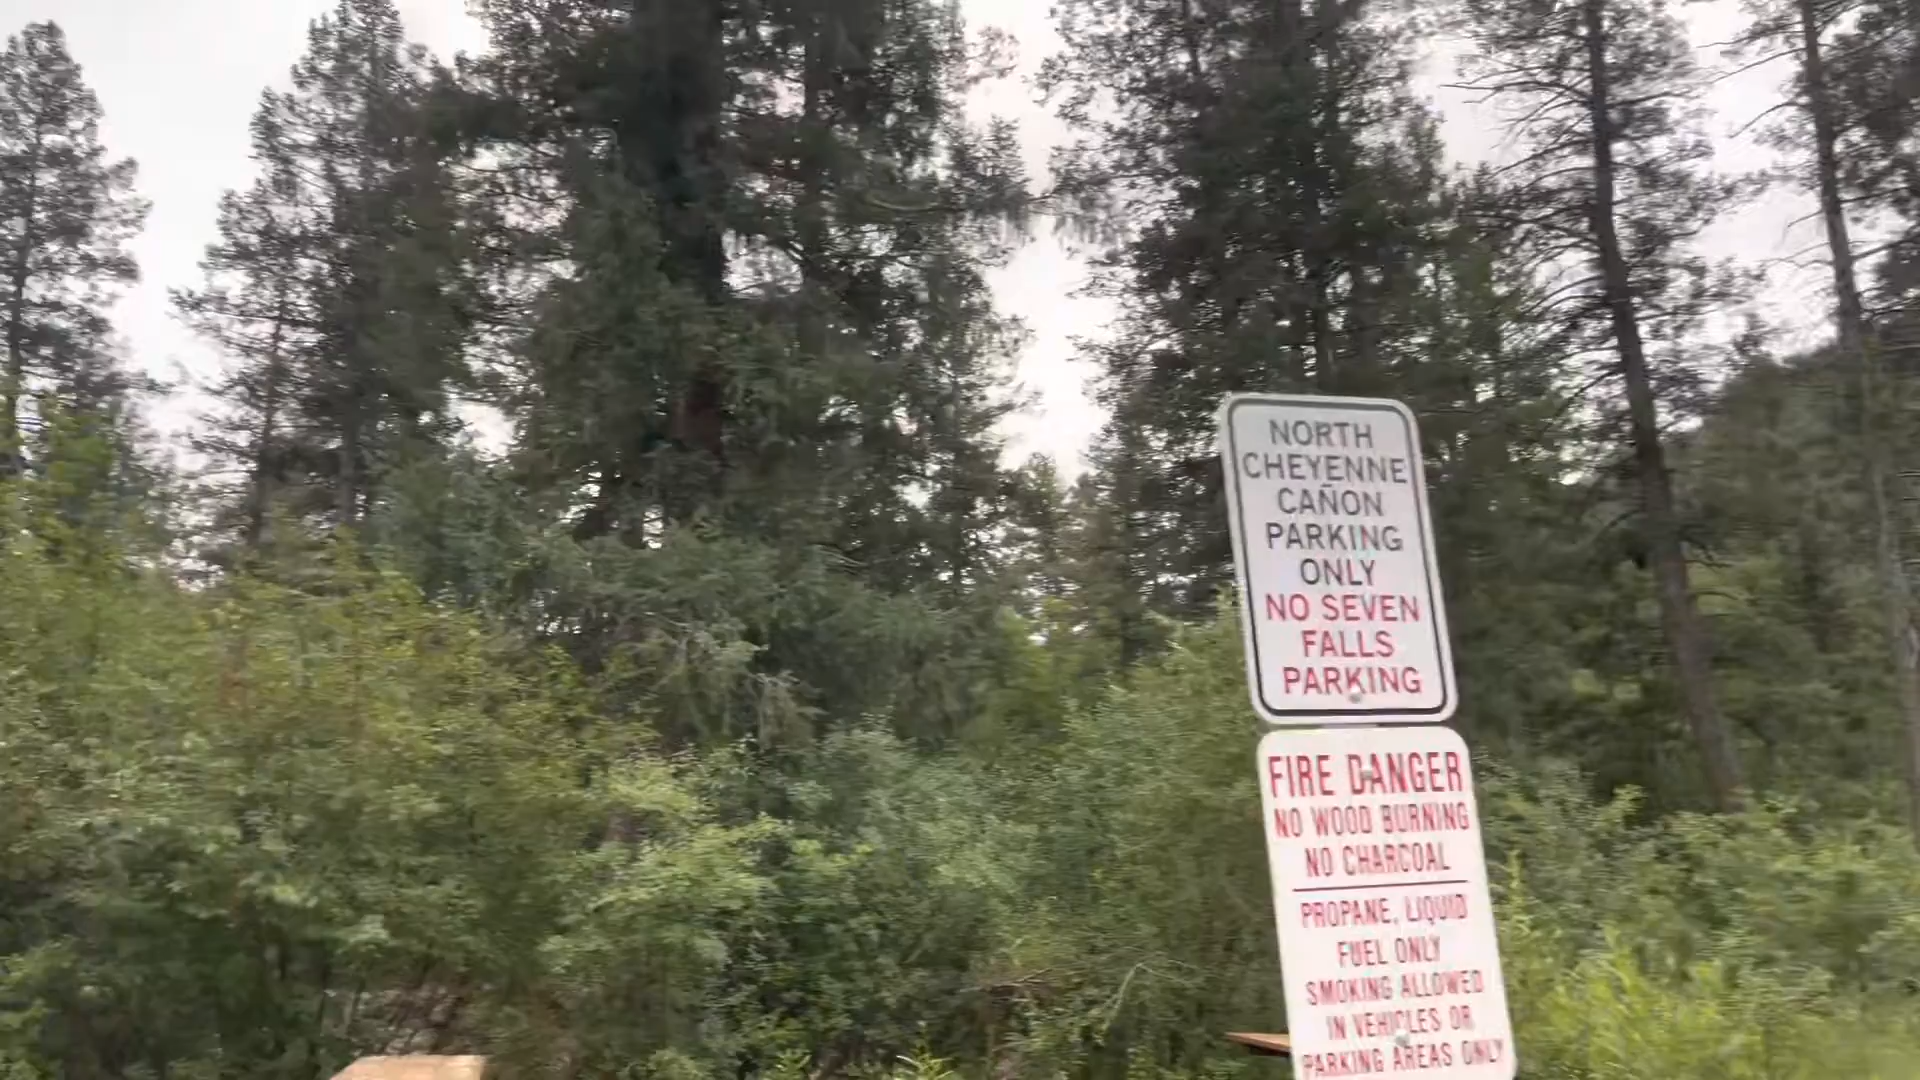 NORTH
CHEYENNE
CAÑON
PARKING
ONLY
NO SEVEN
FALLS
PARKING
FIRE DANGER
NO WOOD BURNING
NO CHARCOAL
PROPANE, LIQUID
FUEL ONLY
SMOKING ALLOWED
IN VEHICLES OR
PARKING AREAS ONLY